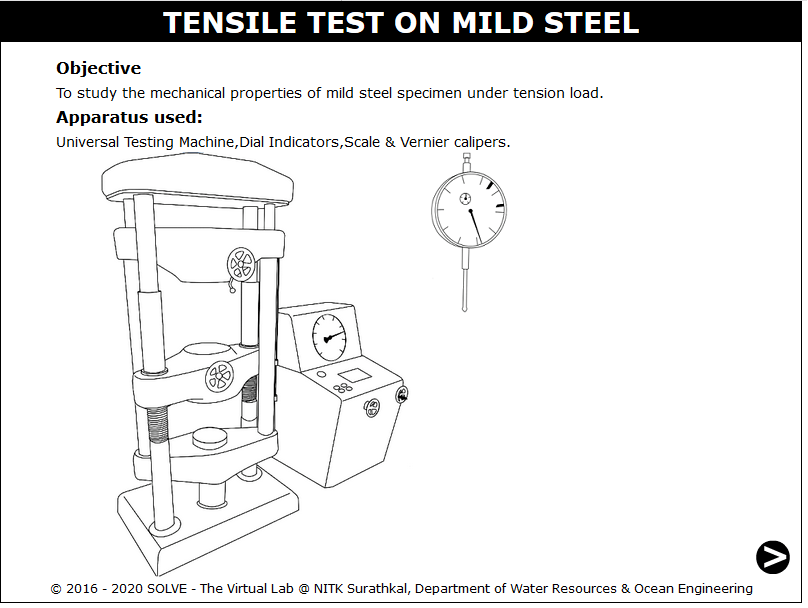 TENSILE TEST ON MILD STEEL
Objective
To study the mechanical properties of mild steel specimen under tension load.
Apparatus used:
Universal Testing Machine,Dial Indicators,Scale & Vernier calipers.
© 2016 - 2020 SOLVE - The Virtual Lab @ NITK Surathkal, Department of Water Resources & Ocean Engineering